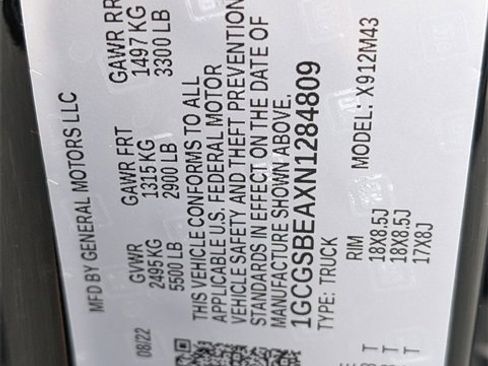 MFD BY GENERAL MOTORS LLC
08/22 GVWR GAWR FRT GAWR RR
2495 KG 1315 KG 1497 KG
5500 LB 2900 LB 3300 LB
THIS VEHICLE CONFORMS TO ALL
APPLICABLE U.S. FEDERAL MOTOR
VEHICLE SAFETY AND THEFT PREVENTION
STANDARDS IN EFFECT ON THE DATE OF
MANUFACTURE SHOWN ABOVE.
1GCGSBEAXN1284809
TYPE: TRUCK MODEL: X912M43
RIM
T 18X8.5J
T 18X8.5J
T 17X8J